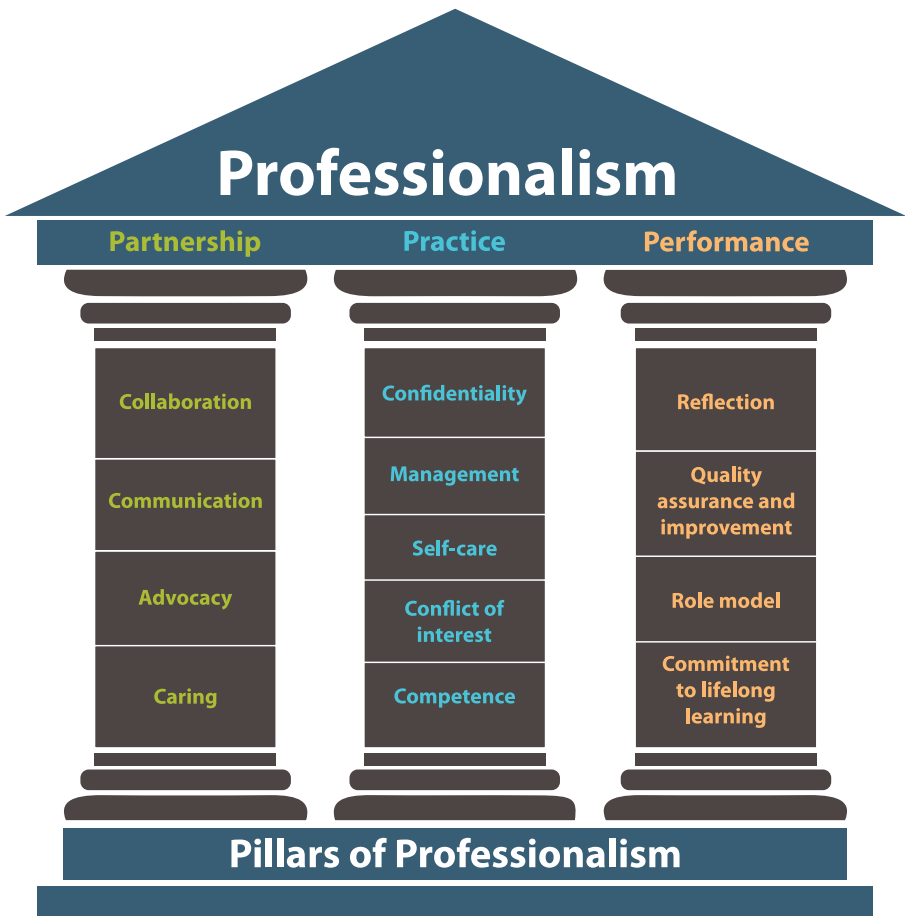 Professionalism
Partnership
Practice
Performance
Collaboration
Communication
Advocacy
Caring
Confidentiality
Management
Self-care
Conflict of
interest
Competence
Reflection
Quality
assurance and
improvement
Role model
Commitment
to lifelong
learning
Pillars of Professionalism